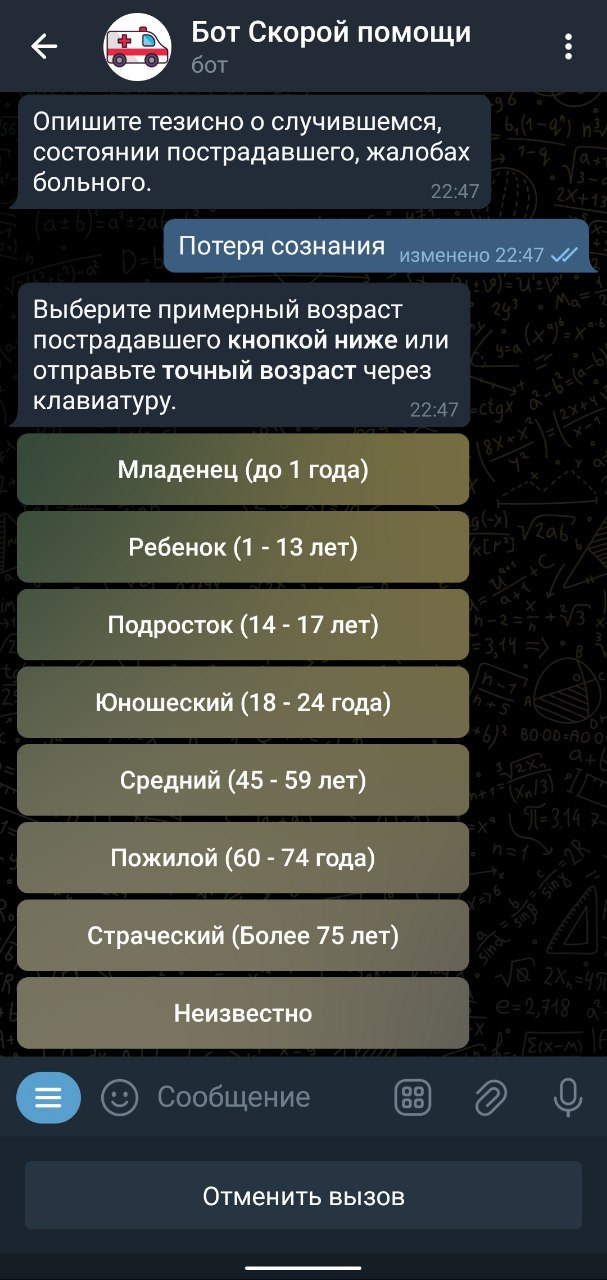 Бот Скорой помощи
бот
Опишите тезисно о случившемся,
состоянии пострадавшего, жалобах
больного.
22:47
Потеря сознания
изменено 22:47
Выберите примерный возраст
пострадавшего кнопкой ниже или
отправьте точный возраст через
клавиатуру.
22:47
Младенец (до 1 года)
Ребенок (1 - 13 лет)
Подросток (14 - 17 лет)
Юношеский (18 - 24 года)
Средний (45 - 59 лет)
Пожилой (60 - 74 года)
Страческий (Более 75 лет)
Неизвестно
Сообщение
Отменить вызов